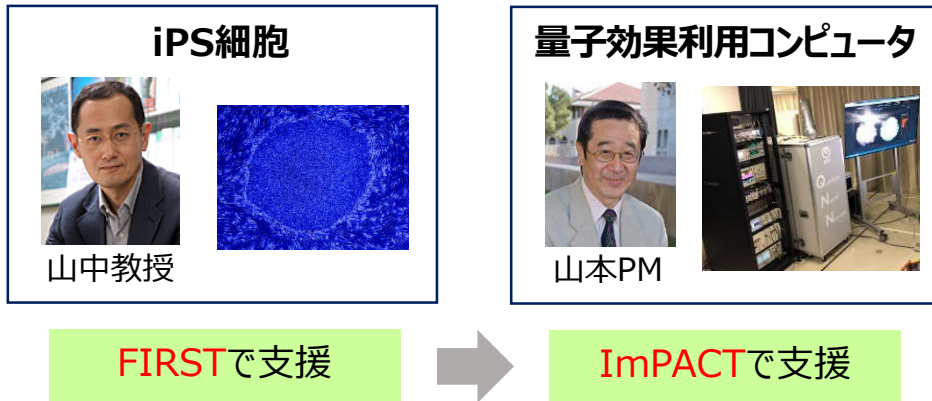 iPS細胞
山中教授
量子効果利用コンピュータ
山本PM
FIRSTで支援
ImPACTで支援